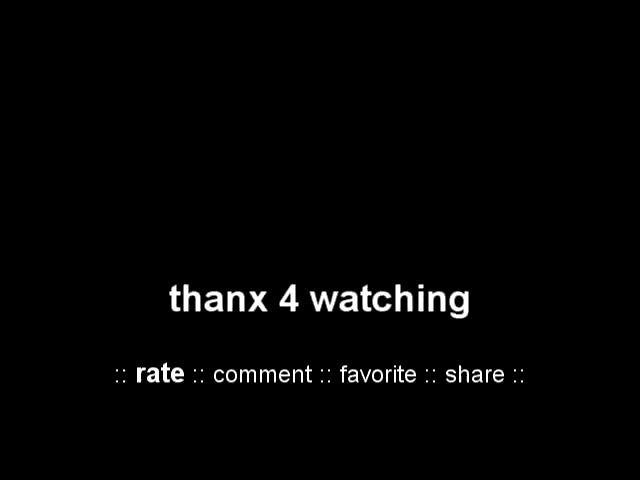 thanx 4 watching
:: rate :: comment :: favorite :: share ::